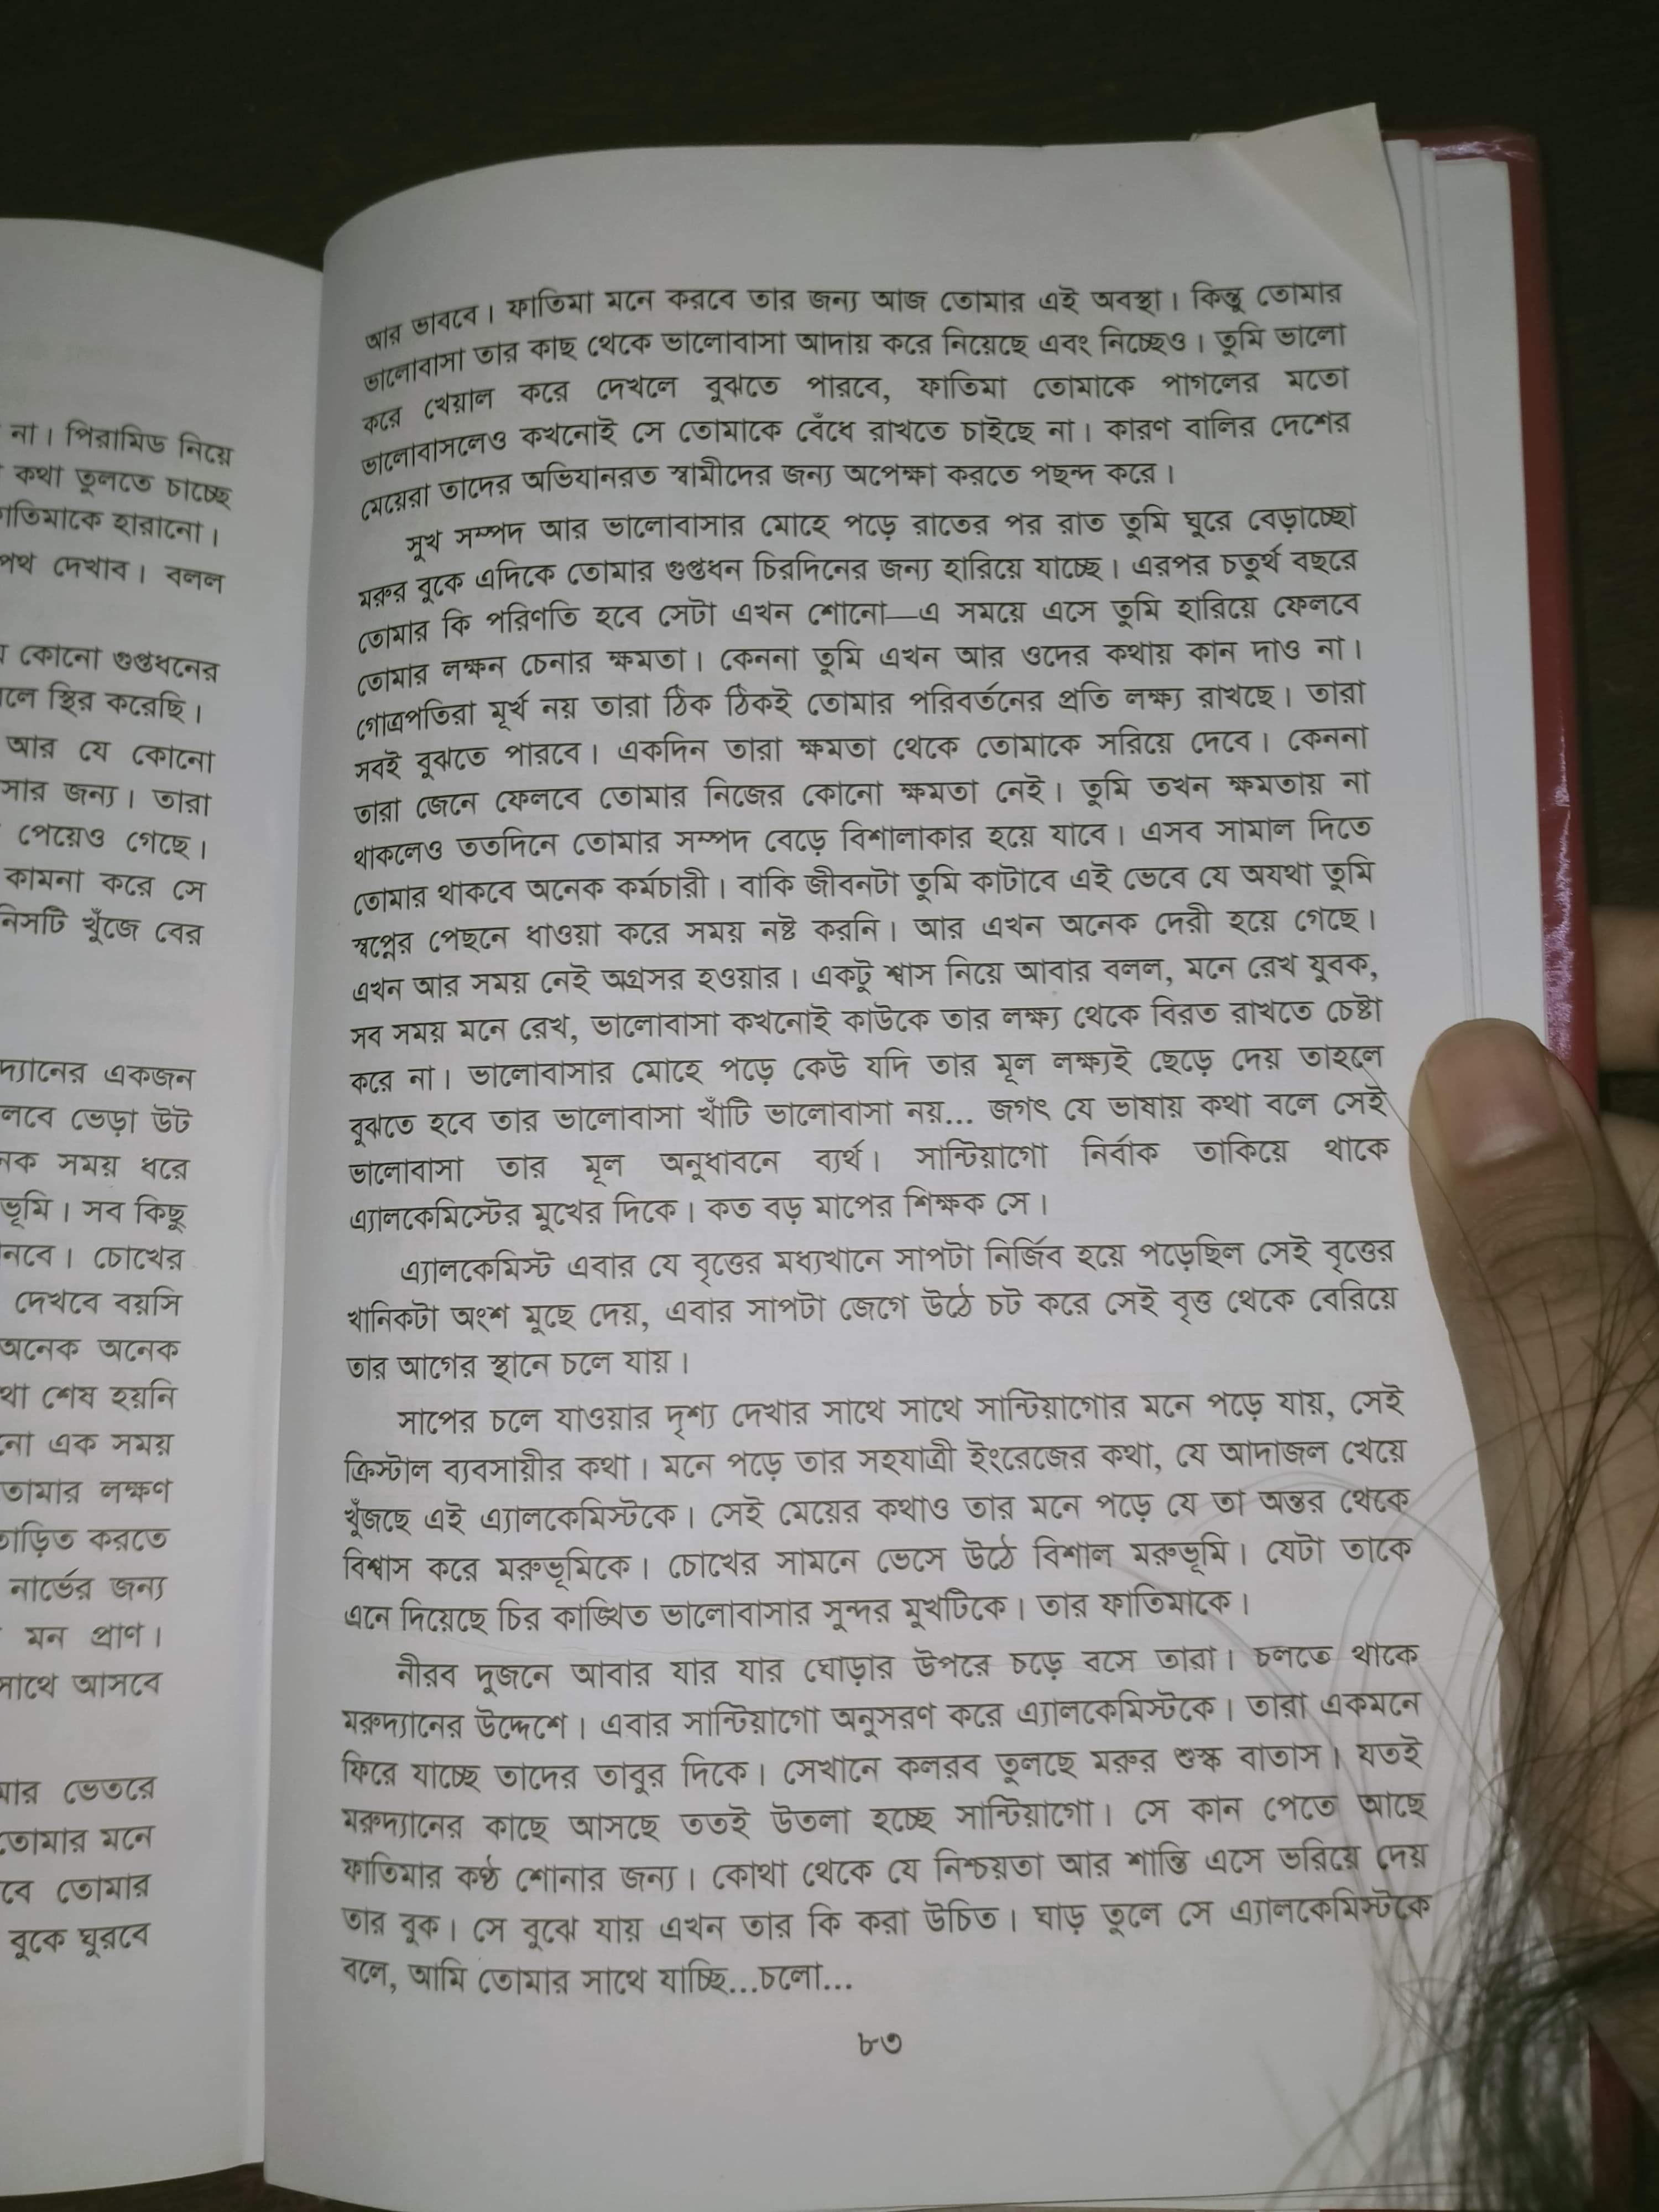 না। পিরামিড নিয়ে
কথা তুলতে চাচ্ছে
হারানো।
দেখাব। বলল
কোনো গুপ্তধনের
স্থির করেছি।
আর যে কোনো
জন্য। তারা
পেয়েও গেছে।
কামনা করে সে
খুঁজে বের
একজন
ভেড়া উট
সময় ধরে
সব কিছু
চোখের
দেখবে বয়সি
অনেক অনেক
শেষ হয়নি
এক সময়
লক্ষণ
করতে
নার্ভের জন্য
মন প্রাণ।
আসবে
ভেতরে
মনে
তোমার
বুকে ঘুরবে
আর ভাববে। ফাতিমা মনে করবে তার জন্য আজ তোমার এই অবস্থা। কিন্তু তোমার
ভালোবাসা তার কাছ থেকে ভালোবাসা আদায় করে নিয়েছে এবং নিচ্ছেও। তুমি ভালো
করে খেয়াল করে দেখলে বুঝতে পারবে, ফাতিমা তোমাকে পাগলের মতো
ভালোবাসলেও কখনোই সে তোমাকে বেঁধে রাখতে চাইছে না। কারণ বালির দেশের
মেয়েরা তাদের অভিযানরত স্বামীদের জন্য অপেক্ষা করতে পছন্দ করে।
সুখ সম্পদ আর ভালোবাসার মোহে পড়ে রাতের পর রাত তুমি ঘুরে বেড়াচ্ছো
মরুর বুকে এদিকে তোমার গুপ্তধন চিরদিনের জন্য হারিয়ে যাচ্ছে। এরপর চতুর্থ বছরে
তোমার কি পরিণতি হবে সেটা এখন শোনো—এ সময়ে এসে তুমি হারিয়ে ফেলবে
তোমার লক্ষন চেনার ক্ষমতা। কেননা তুমি এখন আর ওদের কথায় কান দাও না।
গোত্রপতিরা মূর্খ নয় তারা ঠিক ঠিকই তোমার পরিবর্তনের প্রতি লক্ষ্য রাখছে। তারা
সবই বুঝতে পারবে। একদিন তারা ক্ষমতা থেকে তোমাকে সরিয়ে দেবে। কেননা
তারা জেনে ফেলবে তোমার নিজের কোনো ক্ষমতা নেই। তুমি তখন ক্ষমতায় না
থাকলেও ততদিনে তোমার সম্পদ বেড়ে বিশালাকার হয়ে যাবে। এসব সামাল দিতে
তোমার থাকবে অনেক কর্মচারী। বাকি জীবনটা তুমি কাটাবে এই ভেবে যে অযথা তুমি
স্বপ্নের পেছনে ধাওয়া করে সময় নষ্ট করনি। আর এখন অনেক দেরী হয়ে গেছে।
এখন আর সময় নেই অগ্রসর হওয়ার। একটু শ্বাস নিয়ে আবার বলল, মনে রেখ যুবক,
সব সময় মনে রেখ, ভালোবাসা কখনোই কাউকে তার লক্ষ্য থেকে বিরত রাখতে চেষ্টা
করে না। ভালোবাসার মোহে পড়ে কেউ যদি তার মূল লক্ষ্যই ছেড়ে দেয় তাহলে
বুঝতে হবে তার ভালোবাসা খাঁটি ভালোবাসা নয়... জগৎ যে ভাষায় কথা বলে সেই
ভালোবাসা তার মূল অনুধাবনে ব্যর্থ। সান্টিয়াগো নির্বাক তাকিয়ে থাকে
এ্যালকেমিস্টের মুখের দিকে। কত বড় মাপের শিক্ষক সে।
এ্যালকেমিস্ট এবার যে বৃত্তের মধ্যখানে সাপটা নির্জিব হয়ে পড়েছিল সেই বৃত্তের
খানিকটা অংশ মুছে দেয়, এবার সাপটা জেগে উঠে চট করে সেই বৃত্ত থেকে বেরিয়ে
তার আগের স্থানে চলে যায়।
সাপের চলে যাওয়ার দৃশ্য দেখার সাথে সাথে সান্টিয়াগোর মনে পড়ে যায়, সেই
ক্রিস্টাল ব্যবসায়ীর কথা। মনে পড়ে তার সহযাত্রী ইংরেজের কথা, যে আদাজল খেয়ে
খুঁজছে এই এ্যালকেমিস্টকে। সেই মেয়ের কথাও তার মনে পড়ে যে তা অন্তর থেকে
বিশ্বাস করে মরুভূমিকে। চোখের সামনে ভেসে উঠে বিশাল মরুভূমি। যেটা তাকে
এনে দিয়েছে চির কাঙ্খিত ভালোবাসার সুন্দর মুখটিকে। তার ফাতিমাকে।
নীরব দুজনে আবার যার যার ঘোড়ার উপরে চড়ে বসে তারা। চলতে থাকে
মরুদ্যানের উদ্দেশে। এবার সান্টিয়াগো অনুসরণ করে এ্যালকেমিস্টকে। তারা একমনে
ফিরে যাচ্ছে তাদের তাবুর দিকে। সেখানে কলরব তুলছে মরুর শুস্ক বাতাস। যতই
মরুদ্যানের কাছে আসছে ততই উতলা হচ্ছে সান্টিয়াগো। সে কান পেতে আছে
ফাতিমার কণ্ঠ শোনার জন্য। কোথা থেকে যে নিশ্চয়তা আর শান্তি এসে ভরিয়ে দেয়
তার বুক। সে বুঝে যায় এখন তার কি করা উচিত। ঘাড় তুলে সে এ্যালকেমিস্টকে
বলে, আমি তোমার সাথে যাচ্ছি...চলো...
৮৩